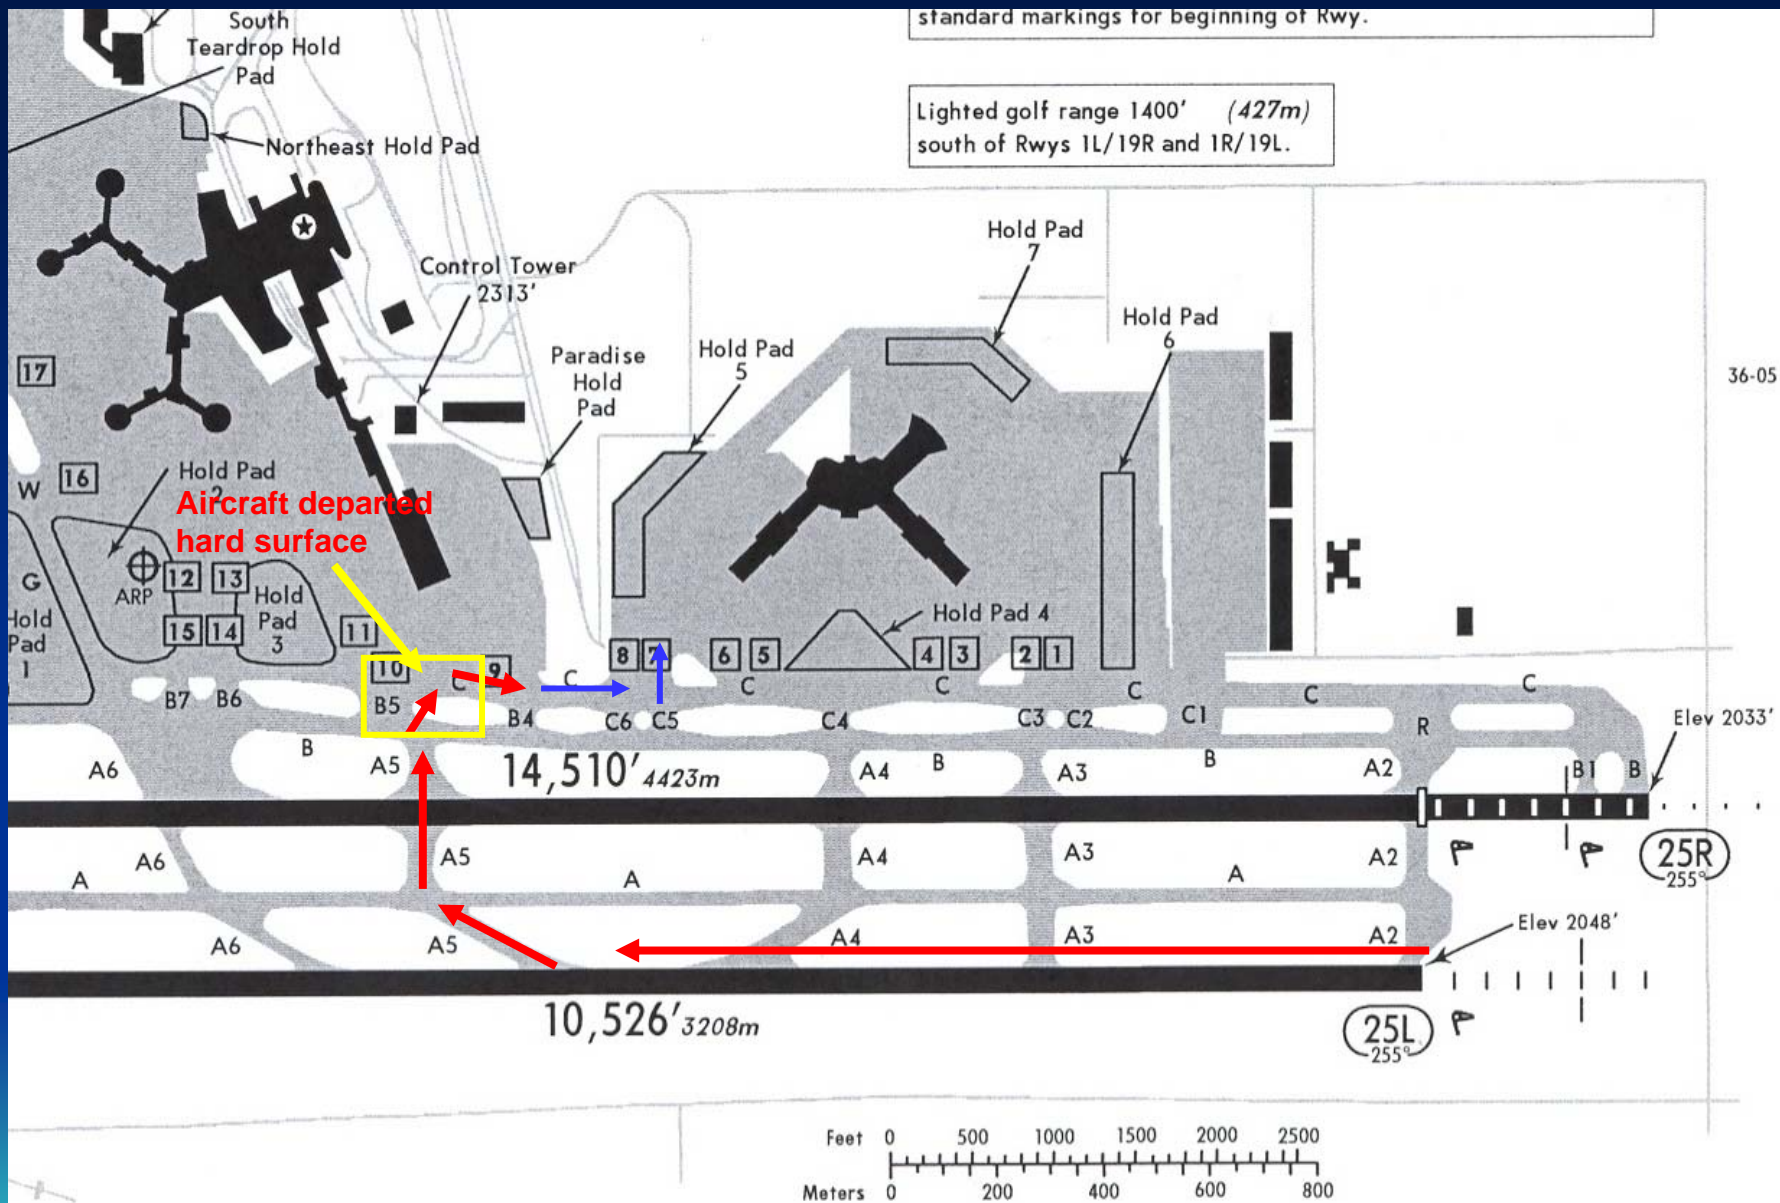 standard markings for beginning of Rwy.
Lighted golf range 1400' (427m)
south of Rwys 1L/19R and 1R/19L.
South
Teardrop Hold
Pad
Northeast Hold Pad
Control Tower
2313'
Hold Pad
7
Hold Pad
6
Hold Pad
5
Paradise
Hold
Pad
36-05
17
16
W
Hold Pad
2
Aircraft departed
hard surface
G
Hold
Pad
1
ARP
12
13
15
14
Hold
Pad
3
11
10
9
8
7
6
5
Hold Pad 4
4
3
2
1
C
C
C
C
C
C
C
B7
B6
B5
B4
C6
C5
C4
C3
C2
C1
R
Elev 2033'
A6
B
A5
14,510' 4423m
A4
B
A3
B
A2
B1
B
25R
255°
A
A6
A5
A
A4
A3
A
A2
A6
A5
A4
A3
A2
Elev 2048'
10,526' 3208m
25L
255°
Feet 0 500 1000 1500 2000 2500
Meters 0 200 400 600 800